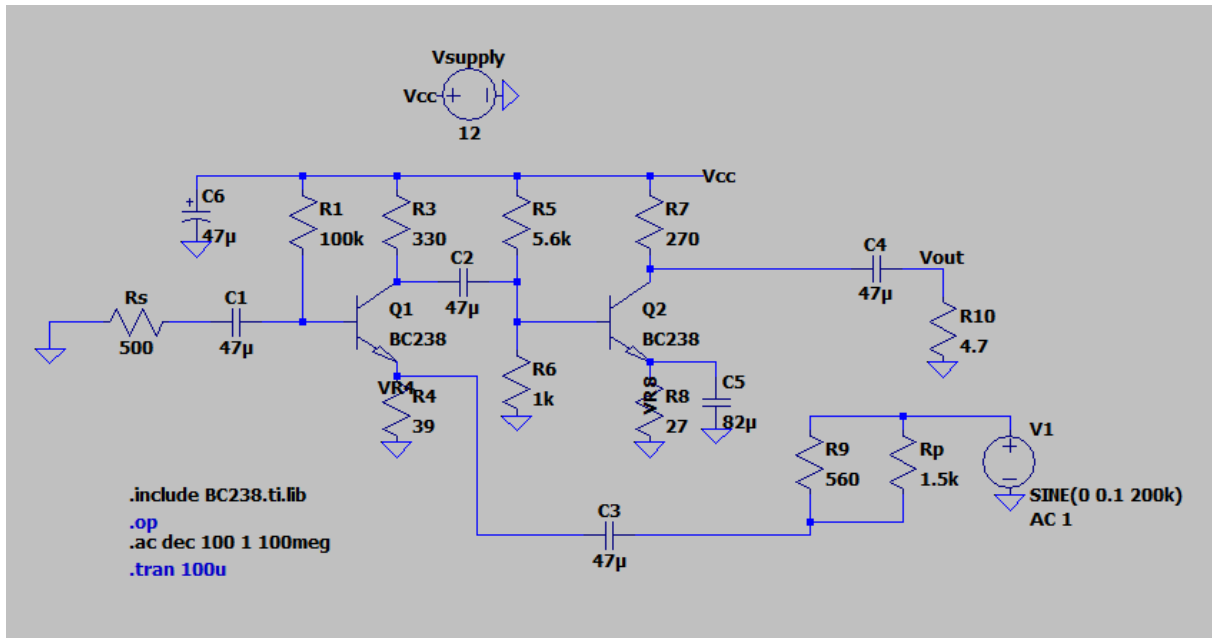 Vsupply
Vcc
12
Vcc
C6
47µ
R1
100k
R3
330
R5
5.6k
R7
270
C2
47µ
C4
47µ
Vout
Rs
500
C1
47µ
Q1
BC238
Q2
BC238
R10
4.7
VR4
R4
39
R6
1k
VR8
R8
27
C5
82µ
R9
560
Rp
1.5k
V1
SINE(0 0.1 200k)
AC 1
C3
47µ
.include BC238.ti.lib
.op
.ac dec 100 1 100meg
.tran 100u